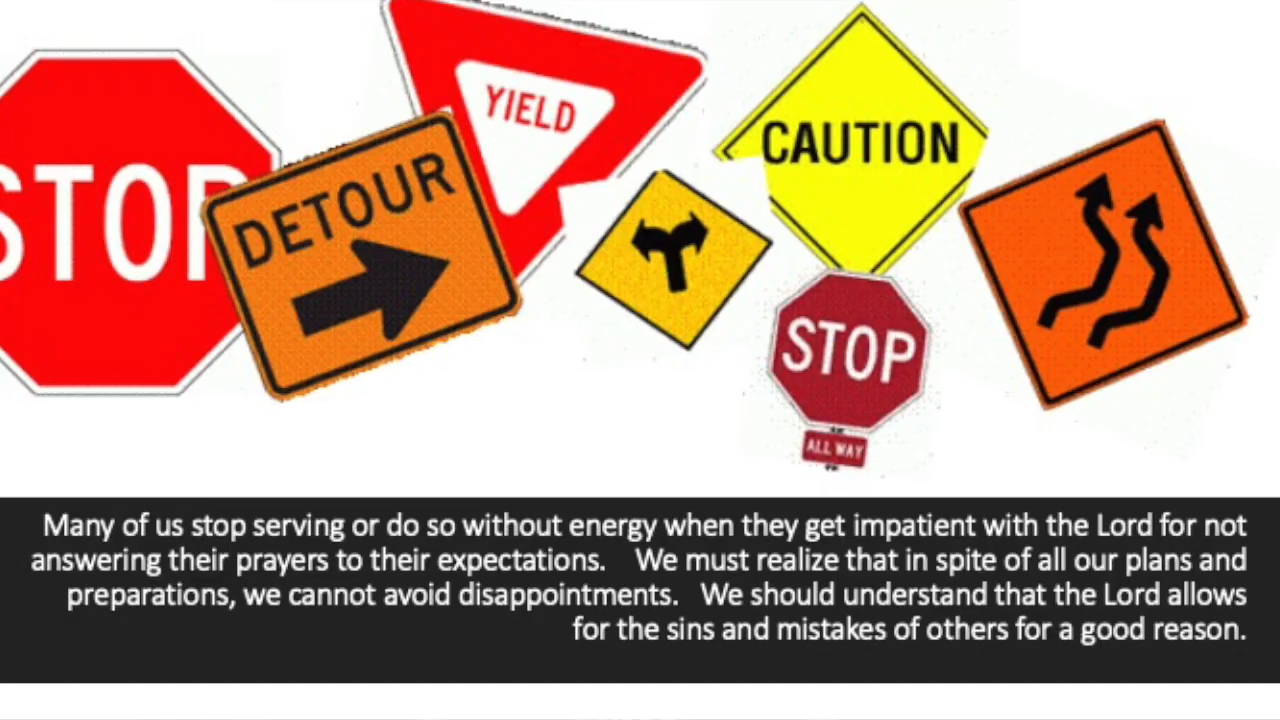 STOP
DETOUR
YIELD
CAUTION
STOP
ALL WAY
Many of us stop serving or do so without energy when they get impatient with the Lord for not
answering their prayers to their expectations. We must realize that in spite of all our plans and
preparations, we cannot avoid disappointments. We should understand that the Lord allows
for the sins and mistakes of others for a good reason.